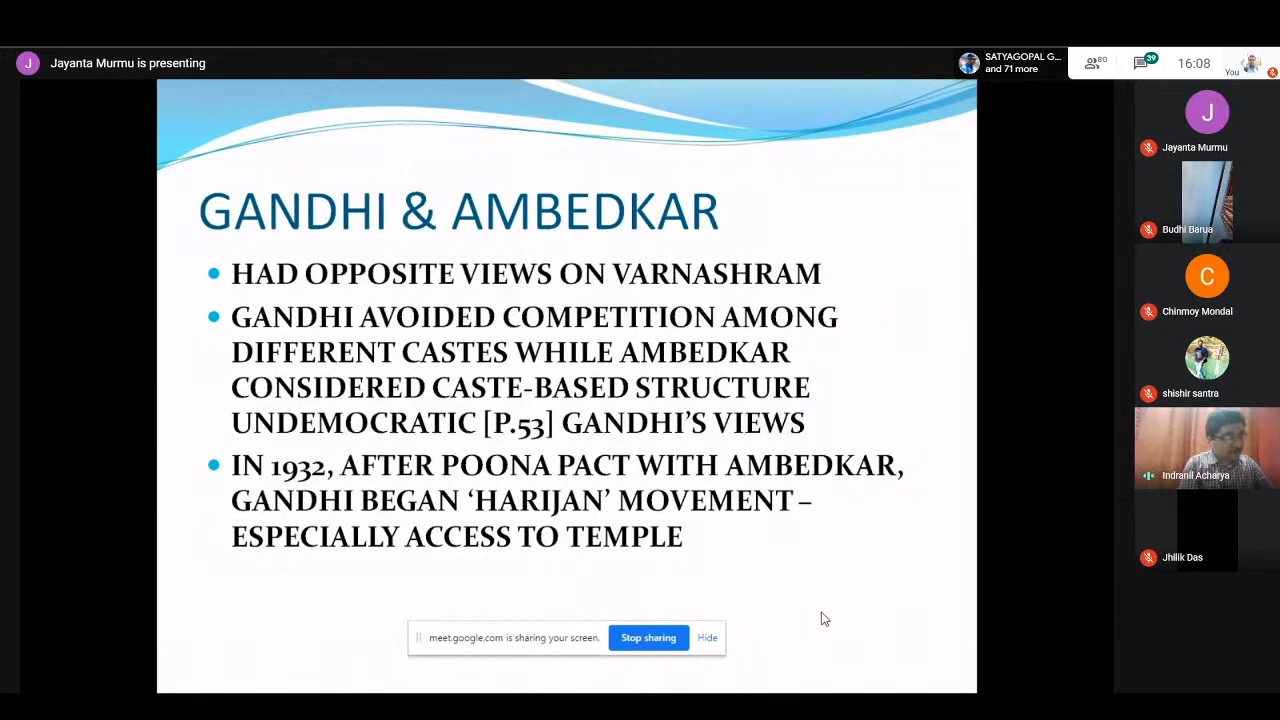 J Jayanta Murmu is presenting
SATYAGOPAL G...
and 71 more
80
39
16:08
You
GANDHI & AMBEDKAR
• HAD OPPOSITE VIEWS ON VARNASHRAM
• GANDHI AVOIDED COMPETITION AMONG
DIFFERENT CASTES WHILE AMBEDKAR
CONSIDERED CASTE-BASED STRUCTURE
UNDEMOCRATIC [P.53] GANDHI’S VIEWS
• IN 1932, AFTER POONA PACT WITH AMBEDKAR,
GANDHI BEGAN ‘HARIJAN’ MOVEMENT –
ESPECIALLY ACCESS TO TEMPLE
meet.google.com is sharing your screen. Stop sharing Hide
J
Jayanta Murmu
Budhi Barua
C
Chinmoy Mondal
shishir santra
Indranil Acharya
Jhilik Das